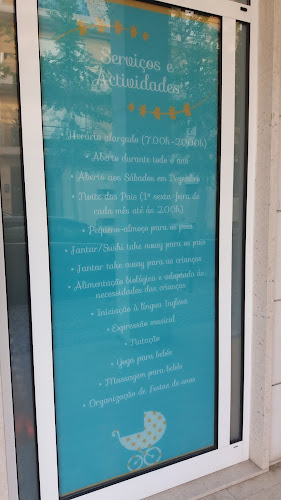 Serviços e
Actividades
• Horário alargado (7.00h-20.00h)
• Aberto durante todo o ano
• Aberto aos Sábados em Dezembro
• Noite dos Pais (1ª sexta-feira de
cada mês até às 2.00h)
• Pequeno-almoço para os pais
• Jantar/Sushi take away para os pais
• Jantar take away para as crianças
• Alimentação biológica e adaptada às
necessidades das crianças
• Iniciação à língua Inglesa
• Expressão musical
• Natação
• Yoga para bebés
• Massagem para bebés
• Organização de Festas de anos